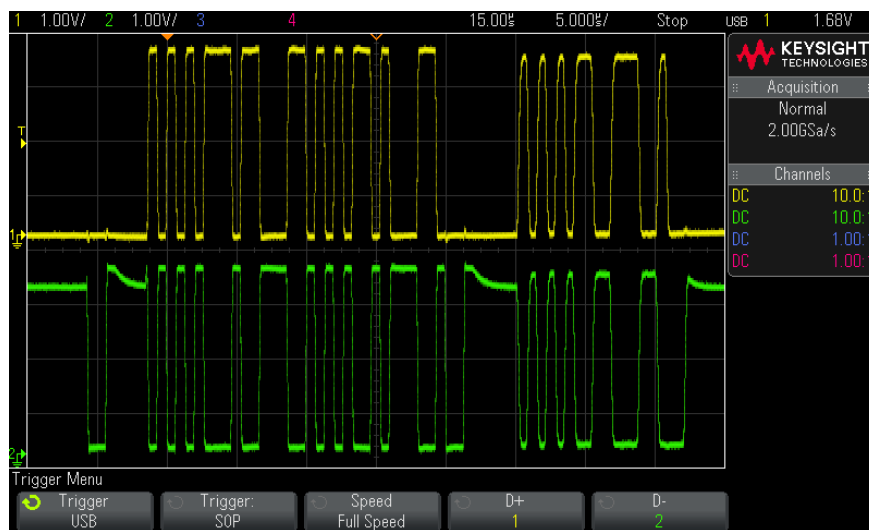 1 1.00V/ 2 1.00V/ 3 4 15.00µs 5.000µs/ Stop USB 1 1.68V
KEYSIGHT
TECHNOLOGIES
Acquisition
Normal
2.00GSa/s
Channels
DC 10.0:
DC 10.0:
DC 1.00:
DC 1.00:
T
1
2
Trigger Menu
Trigger
USB
Trigger:
SOP
Speed
Full Speed
D+
1
D-
2